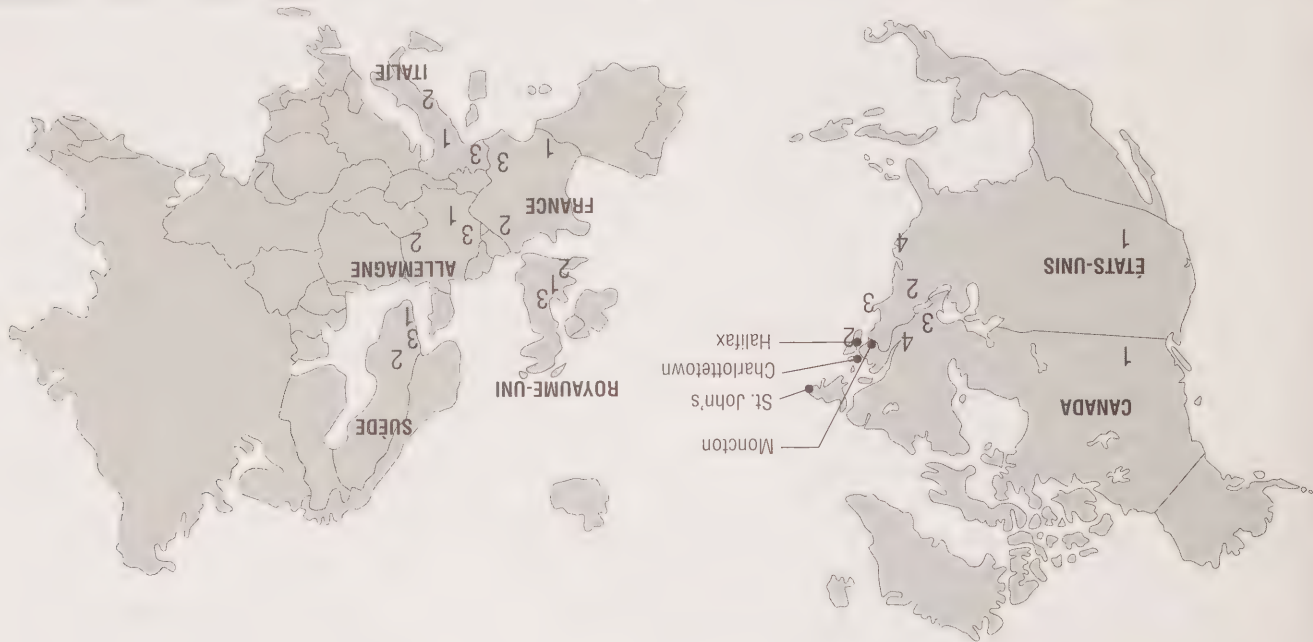 Moncton
CANADA
St. John's
Charlottetown
Halifax
1
4
2
3
3
2
ÉTATS-UNIS
1
4
SUÈDE
ROYAUME-UNI
2
3
1
3
1
2
ALLEMAGNE
2
3
1
FRANCE
2
3
1
3
1
2
ITALIE